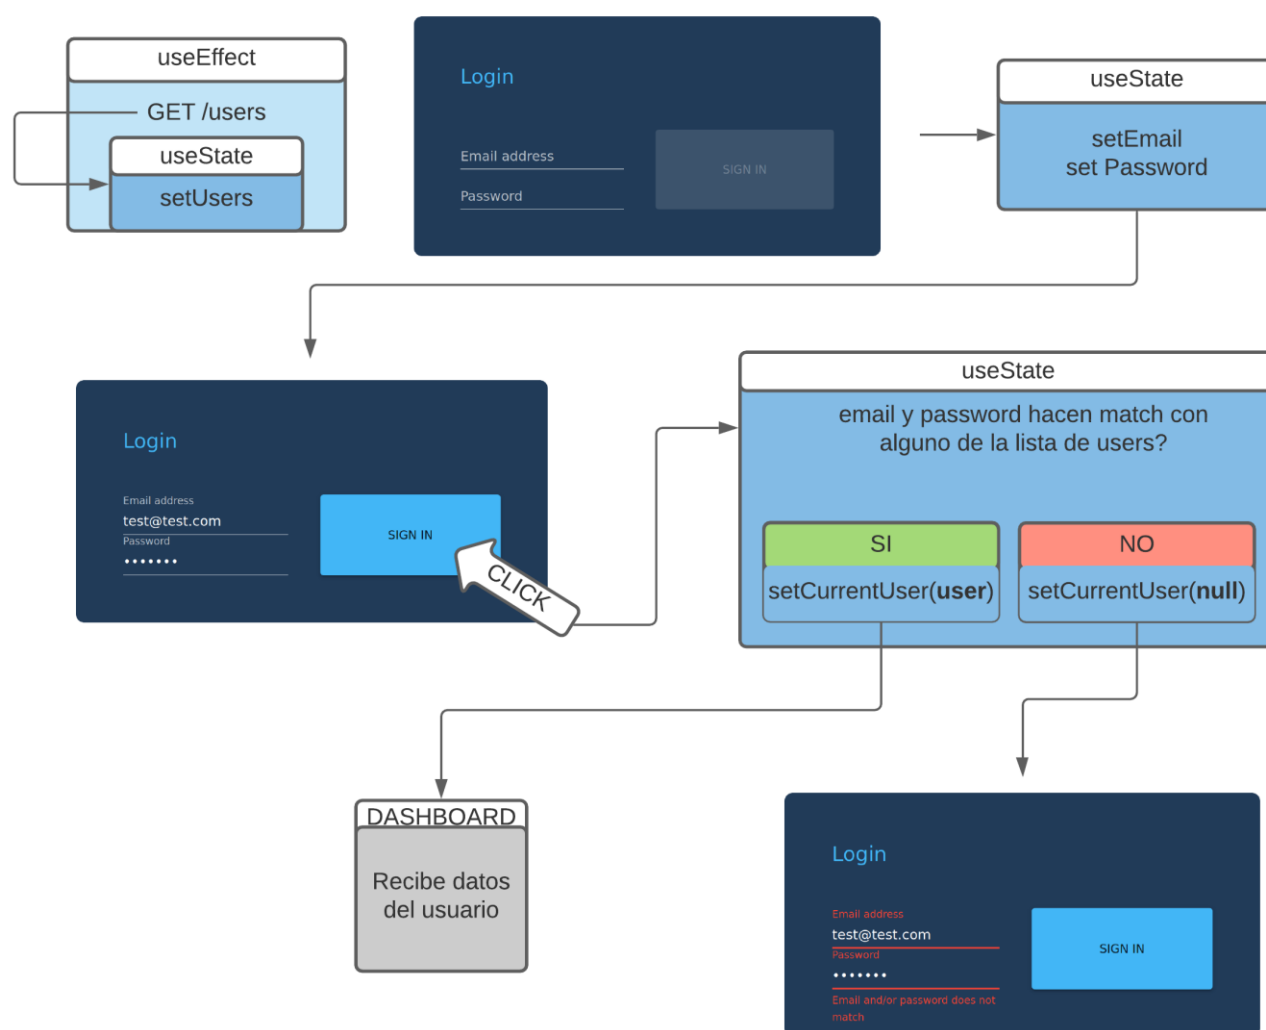 useEffect
GET /users
useState
setUsers
Login
Email address
Password
SIGN IN
useState
setEmail
set Password
Login
Email address
test@test.com
Password
•••••••
SIGN IN
CLICK
useState
email y password hacen match con
alguno de la lista de users?
SI
setCurrentUser(user)
NO
setCurrentUser(null)
DASHBOARD
Recibe datos
del usuario
Login
Email address
test@test.com
Password
•••••••
Email and/or password does not
match
SIGN IN